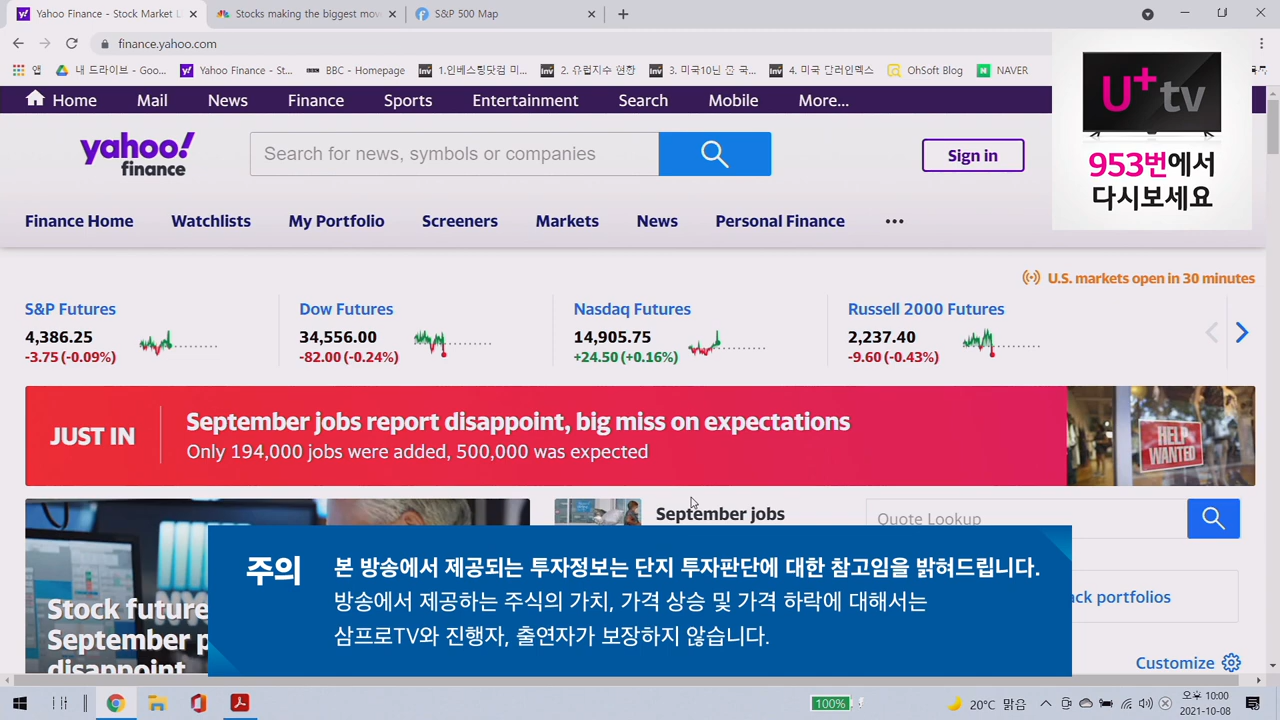 Yahoo Finance - Stock Market L
Stocks making the biggest mov
S&P 500 Map
finance.yahoo.com
앱
내 드라이브 - Goo...
Yahoo Finance - St...
BBC - Homepage
1.인베스팅닷컴 미...
2. 유럽지수 현황
3. 미국10년 준 국...
4. 미국 달러인덱스
OhSoft Blog
NAVER
Home
Mail
News
Finance
Sports
Entertainment
Search
Mobile
More...
U+tv
953번에서
다시보세요
yahoo!
finance
Search for news, symbols or companies
Sign in
Finance Home
Watchlists
My Portfolio
Screeners
Markets
News
Personal Finance
U.S. markets open in 30 minutes
S&P Futures
4,386.25
-3.75 (-0.09%)
Dow Futures
34,556.00
-82.00 (-0.24%)
Nasdaq Futures
14,905.75
+24.50 (+0.16%)
Russell 2000 Futures
2,237.40
-9.60 (-0.43%)
JUST IN
September jobs report disappoint, big miss on expectations
Only 194,000 jobs were added, 500,000 was expected
HELP
WANTED
September jobs
Quote Lookup
Stock future
September p
disappoint
ck portfolios
Customize
주의
본 방송에서 제공되는 투자정보는 단지 투자판단에 대한 참고임을 밝혀드립니다.
방송에서 제공하는 주식의 가치, 가격 상승 및 가격 하락에 대해서는
삼프로TV와 진행자, 출연자가 보장하지 않습니다.
100%
20°C 맑음
오후 10:00
2021-10-08